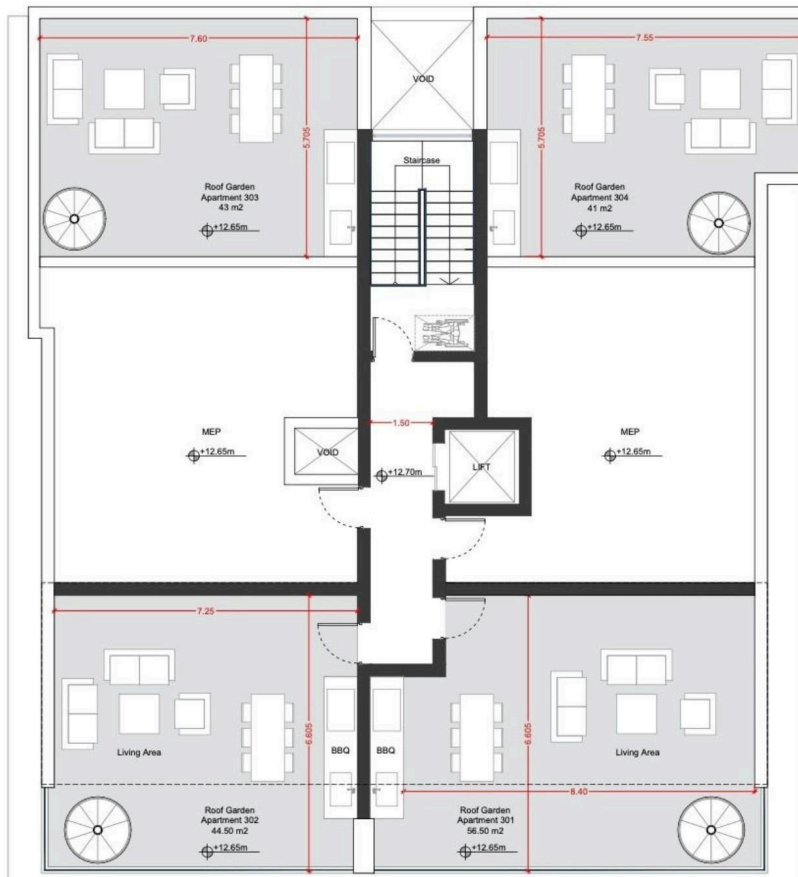 7.60
7.55
VOID
5.705
5.705
Staircase
Roof Garden
Apartment 303
43 m2
+12.65m
Roof Garden
Apartment 304
41 m2
+12.65m
MEP
+12.65m
VOID
1.50
+12.70m
LIFT
MEP
+12.65m
7.25
6.605
6.605
Living Area
BBQ
BBQ
Living Area
8.40
Roof Garden
Apartment 302
44.50 m2
+12.65m
Roof Garden
Apartment 301
56.50 m2
+12.65m